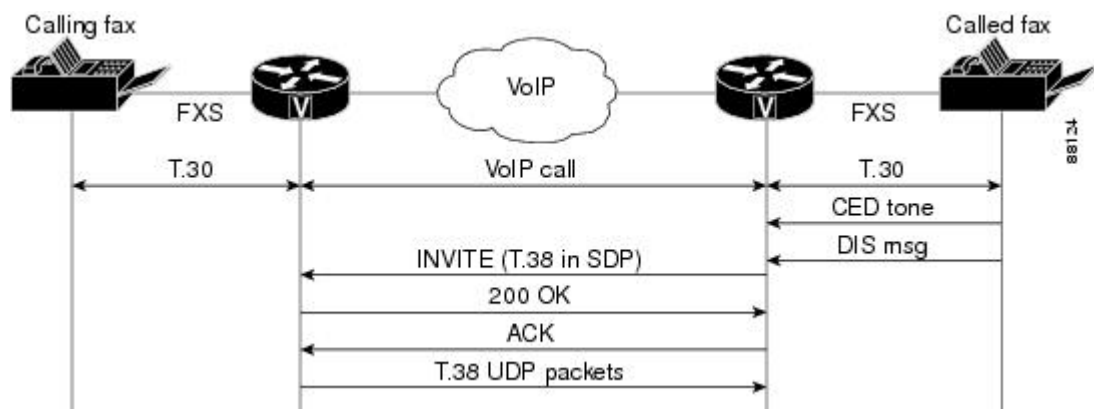 Calling fax
Called fax
VoIP
V
V
FXS
FXS
88124
T.30
VoIP call
T.30
CED tone
DIS msg
INVITE (T.38 in SDP)
200 OK
ACK
T.38 UDP packets